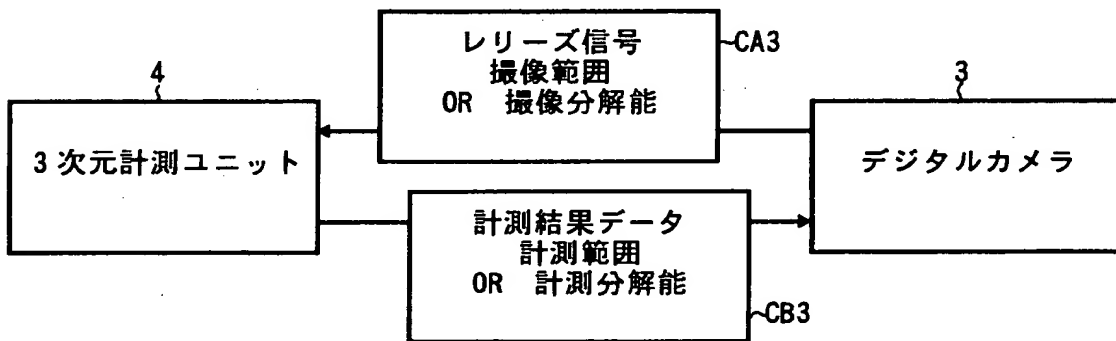 レリーズ信号
撮像範囲
OR 撮像分解能
CA3
4
3次元計測ユニット
3
デジタルカメラ
計測結果データ
計測範囲
OR 計測分解能
CB3